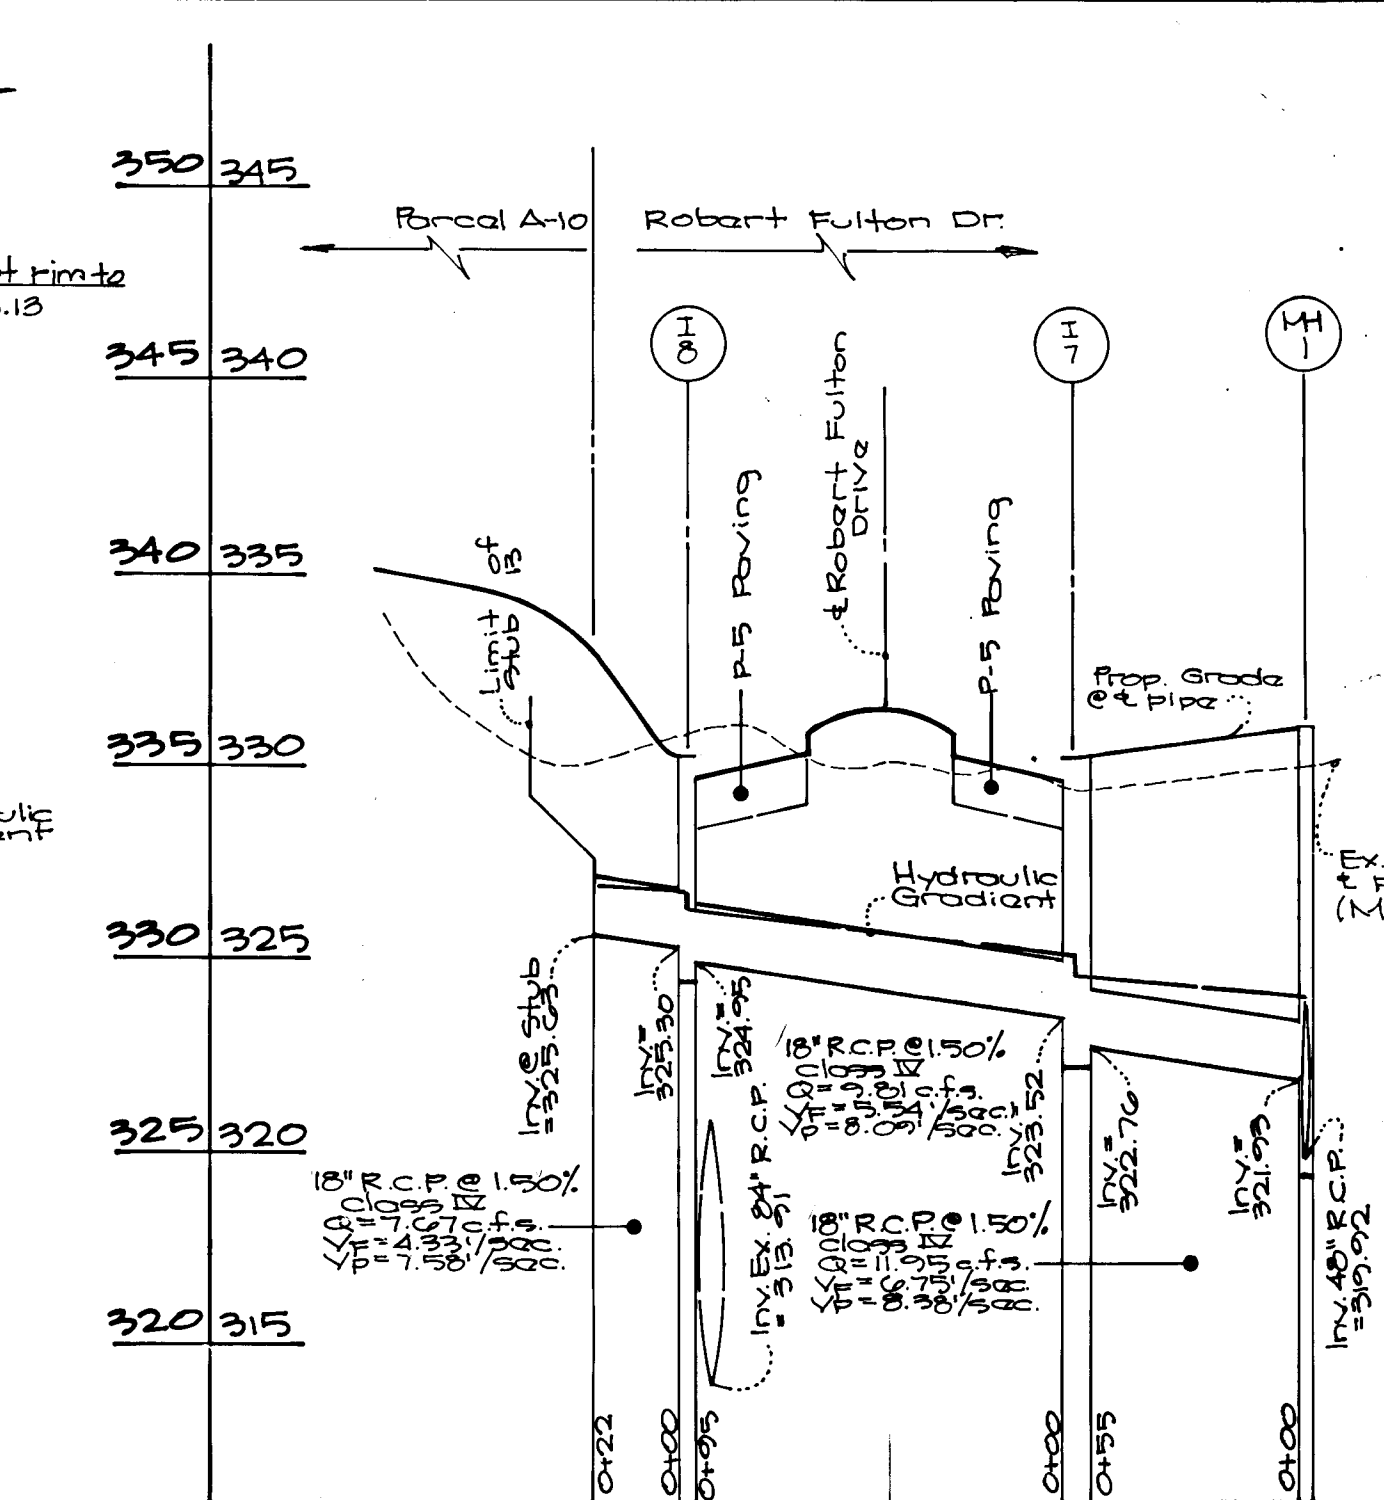 350 345
Parcel A-10
Robert Fulton Dr.
t rim to
.13
345 340
I
8
I
7
MH
1
℄ Robert Fulton
Drive
P-5 Paving
P-5 Paving
340 335
Limit of
Stub 13
Prop. Grade
@ ℄ pipe
335 330
ulic
ent
Hydraulic
Gradient
Ex.
330 325
Inv. @ Stub
= 325.63
Inv. =
325.30
Inv. =
324.95
18" R.C.P. @ 1.50%
Class IV
Q = 9.81 c.f.s.
VF = 5.54'/sec.
Vp = 8.09'/sec.
Inv. =
323.52
Inv. =
322.76
Inv. =
321.93
325 320
18" R.C.P. @ 1.50%
Class IV
Q = 7.67 c.f.s.
VF = 4.33'/sec.
Vp = 7.58'/sec.
Inv. Ex. 84" R.C.P.
= 313.91
18" R.C.P. @ 1.50%
Class IV
Q = 11.95 c.f.s.
VF = 6.75'/sec.
VP = 8.38'/sec.
Inv. 48" R.C.P.
= 319.92
320 315
0+22
0+00
0+95
0+00
0+55
0+00